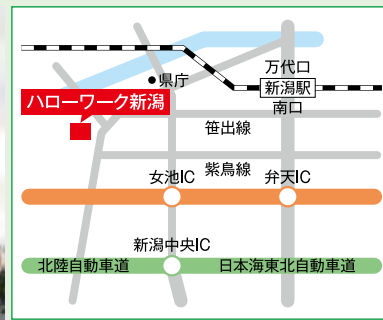 県庁
万代口
新潟駅
南口
ハローワーク新潟
笹出線
紫鳥線
女池IC
弁天IC
新潟中央IC
北陸自動車道
日本海東北自動車道